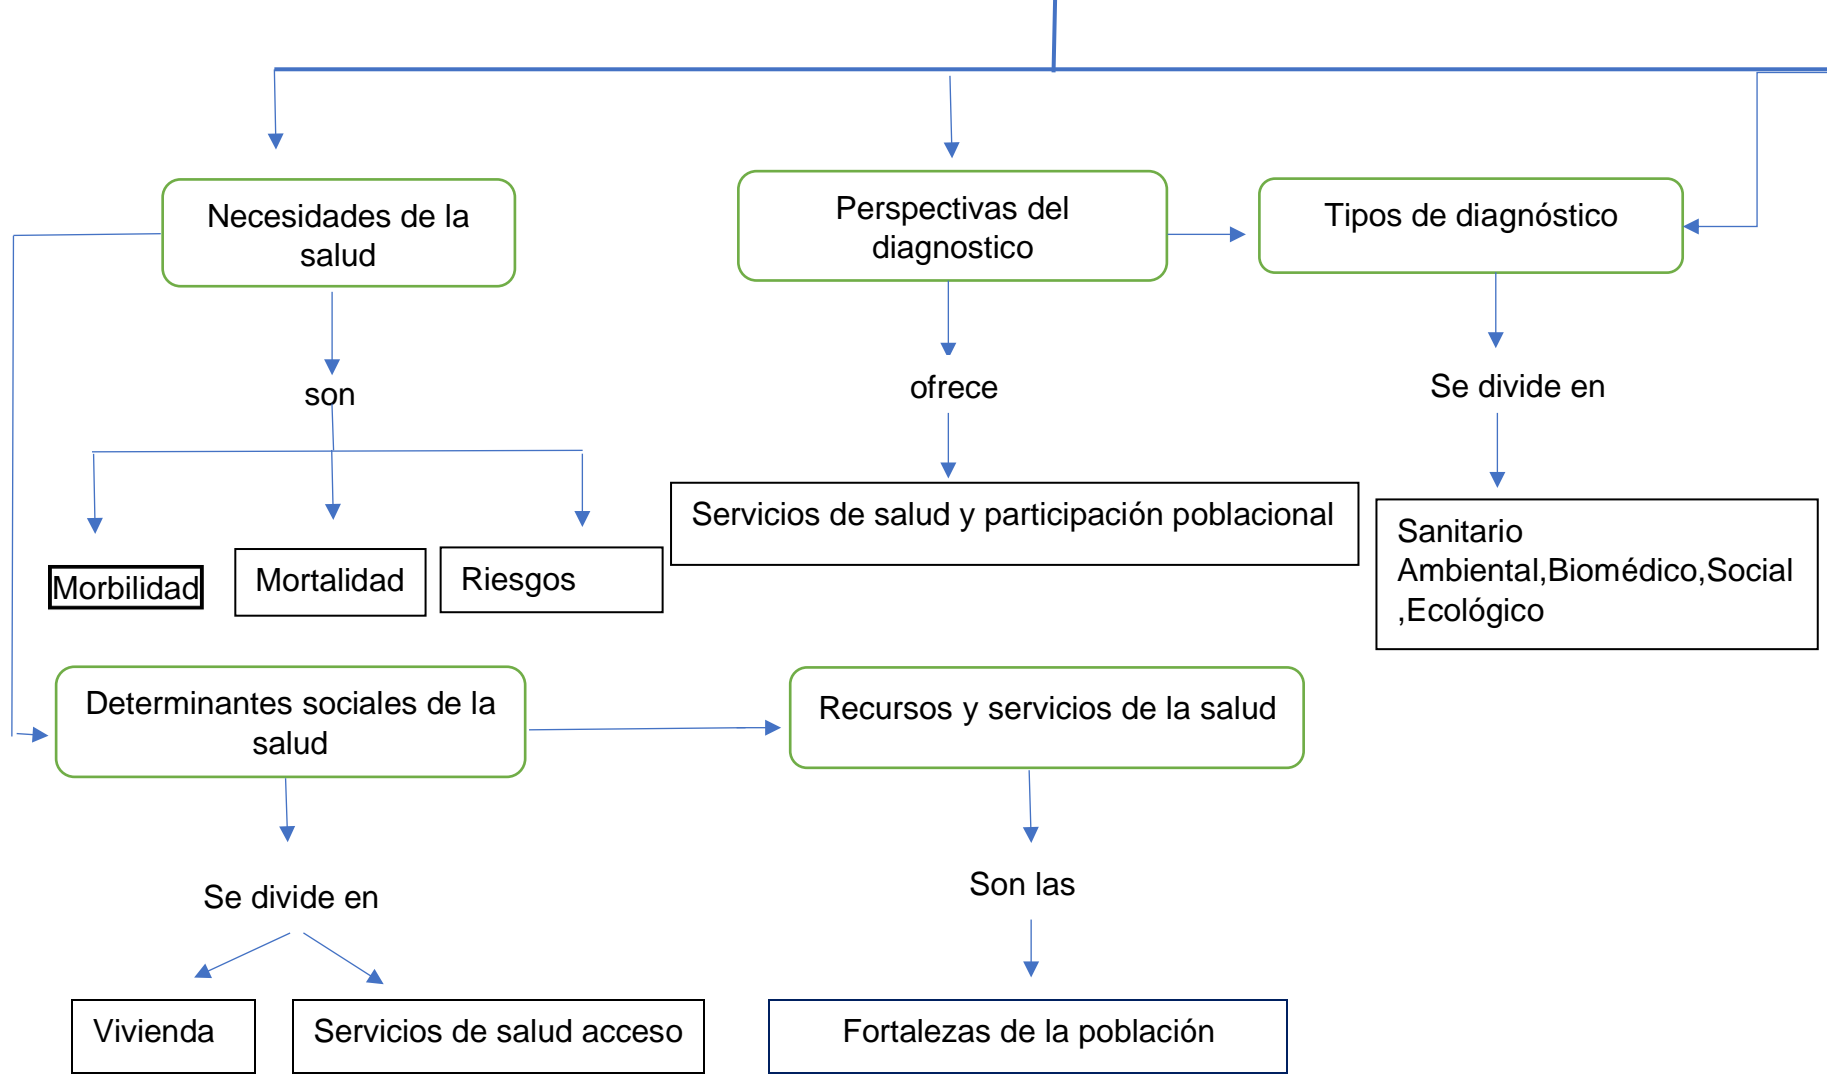 Necesidades de la
salud
Perspectivas del
diagnostico
Tipos de diagnóstico
son
ofrece
Se divide en
Morbilidad
Mortalidad
Riesgos
Servicios de salud y participación poblacional
Sanitario
Ambiental,Biomédico,Social
,Ecológico
Determinantes sociales de la
salud
Recursos y servicios de la salud
Se divide en
Son las
Vivienda
Servicios de salud acceso
Fortalezas de la población